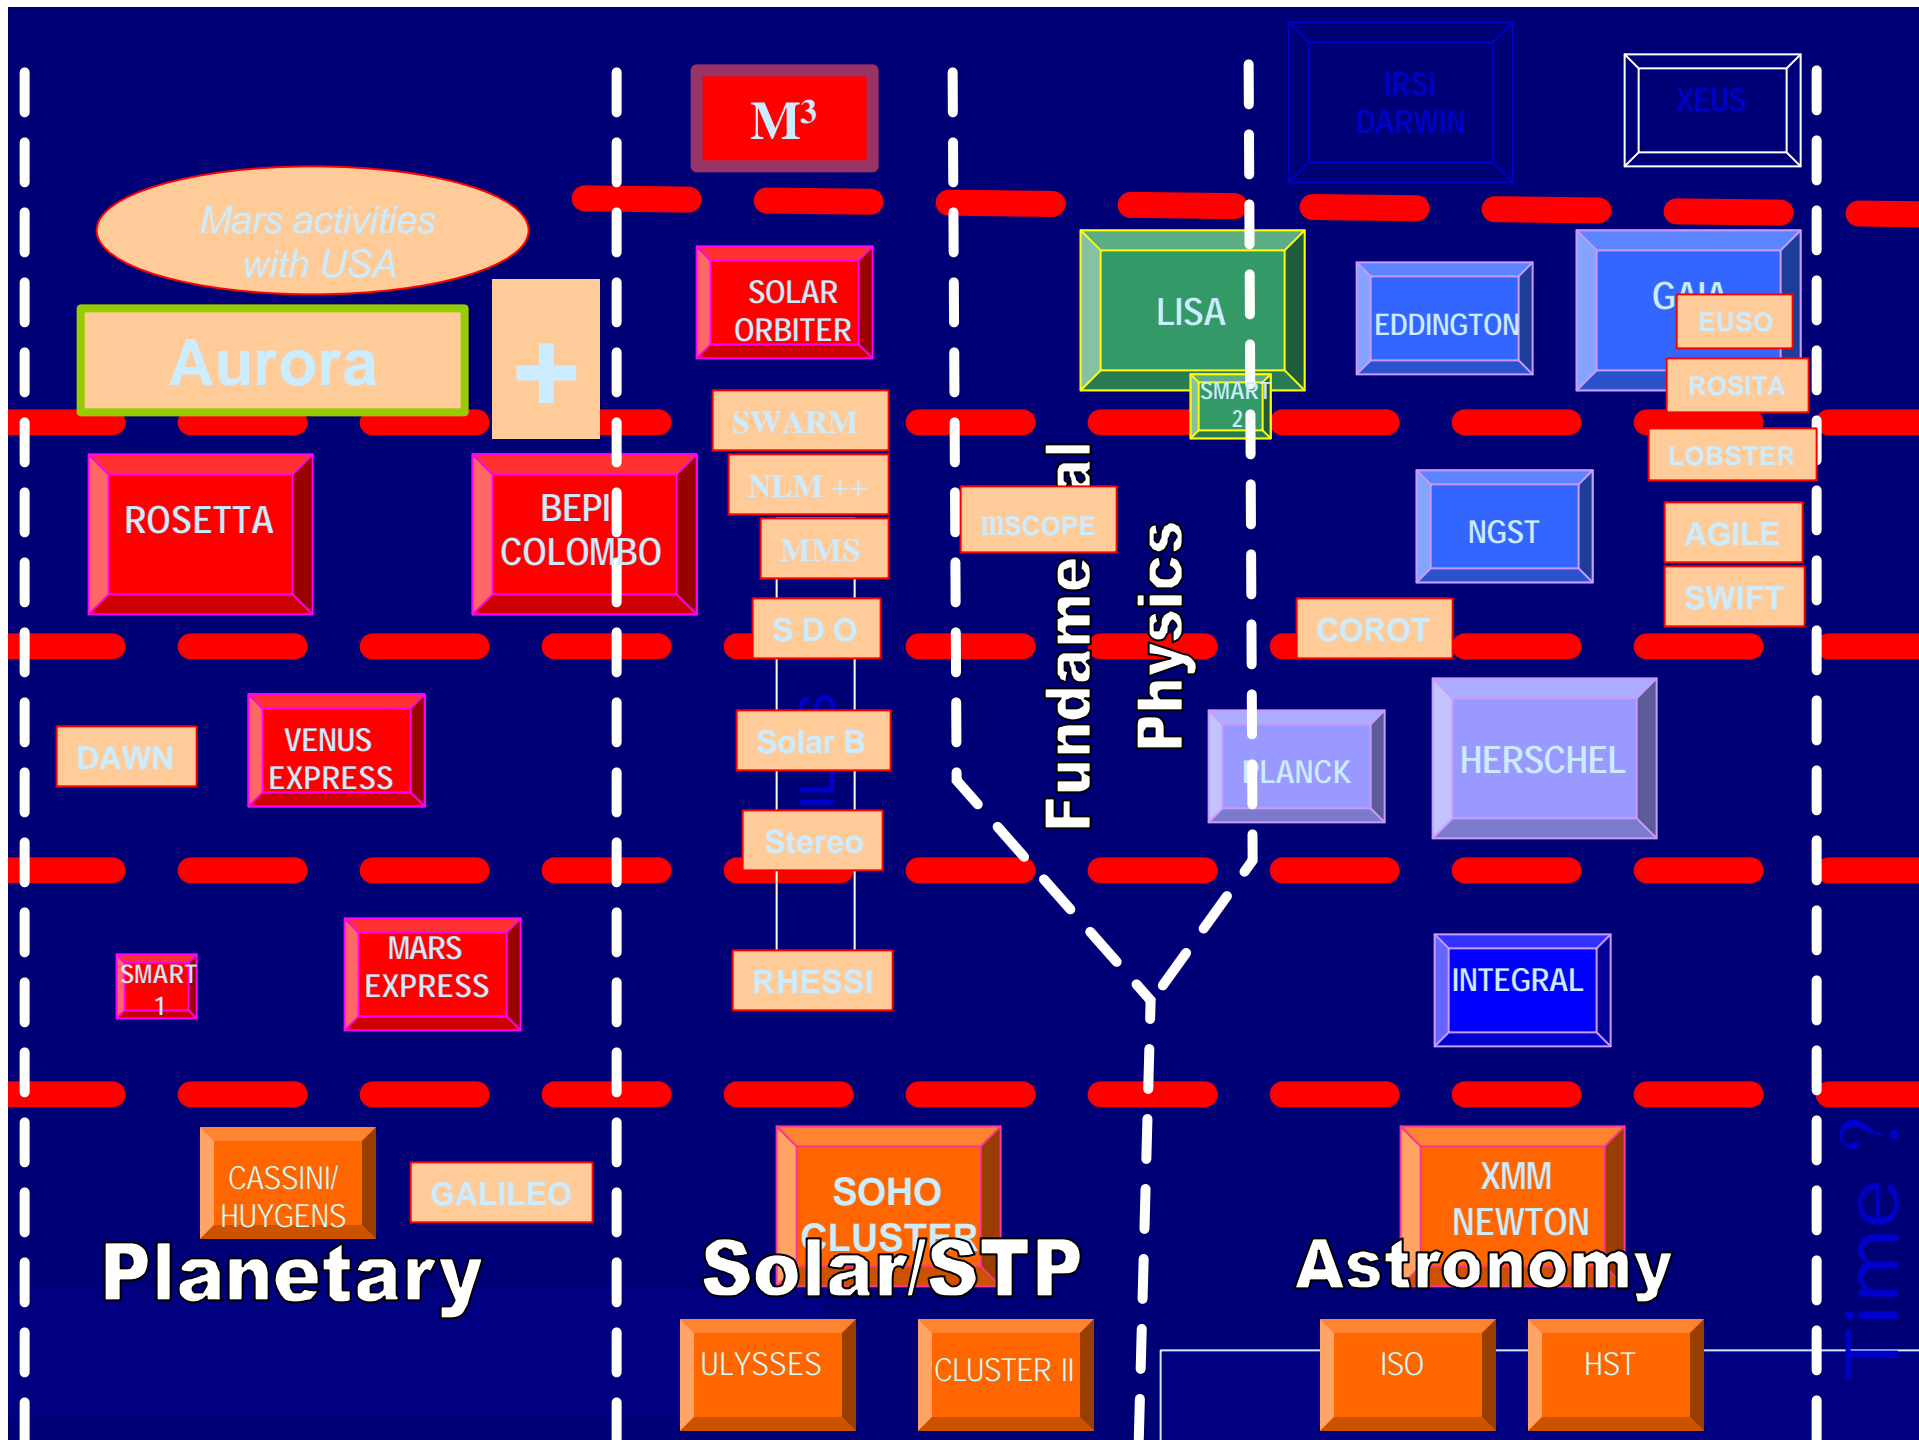 M³
IRSI
DARWIN
XEUS
Mars activities
with USA
Aurora
+
SOLAR
ORBITER
LISA
SMART
2
EDDINGTON
GAIA
EUSO
ROSITA
LOBSTER
AGILE
SWIFT
ROSETTA
BEPI
COLOMBO
SWARM
NLM ++
MMS
S D O
Solar B
Stereo
RHESSI
mSCOPE
Physics
NGST
COROT
DAWN
VENUS
EXPRESS
PLANCK
HERSCHEL
SMART
1
MARS
EXPRESS
INTEGRAL
CASSINI/
HUYGENS
GALILEO
Planetary
SOHO
CLUSTER
Solar/STP
XMM
NEWTON
Astronomy
Time ?
ULYSSES
CLUSTER II
ISO
HST